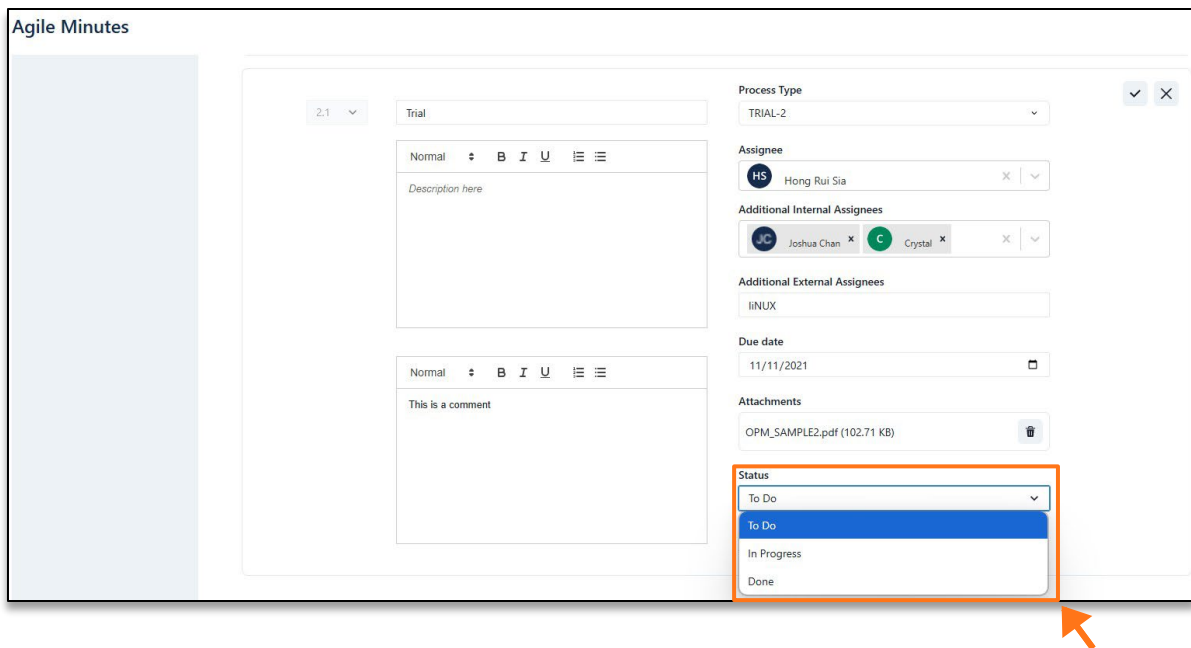 Agile Minutes
2.1
Trial
Normal B I U
Description here
Normal B I U
This is a comment
Process Type
TRIAL-2
Assignee
HS Hong Rui Sia
Additional Internal Assignees
JC Joshua Chan × C Crystal ×
Additional External Assignees
liNUX
Due date
11/11/2021
Attachments
OPM_SAMPLE2.pdf (102.71 KB)
Status
To Do
To Do
In Progress
Done